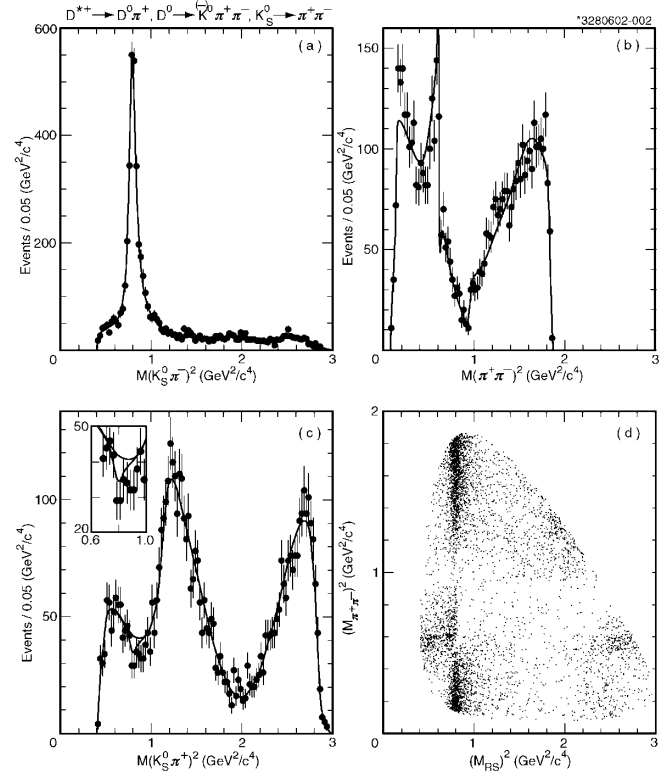 D*+ → D⁰π+, D⁰ → (—)K⁰π+π−, K⁰S → π+π−
*3280602-002
600
400
200
0
Events / 0.05 (GeV²/c⁴)
(a)
0 1 2 3
M(K⁰Sπ−)² (GeV²/c⁴)
150
100
50
0
Events / 0.05 (GeV²/c⁴)
(b)
0 1 2 3
M(π+π−)² (GeV²/c⁴)
50
20
0.6 1.0
100
50
0
Events / 0.05 (GeV²/c⁴)
(c)
0 1 2 3
M(K⁰Sπ+)² (GeV²/c⁴)
2
1
0
(Mπ+π−)² (GeV²/c⁴)
(d)
0 1 2 3
(MRS)² (GeV²/c⁴)